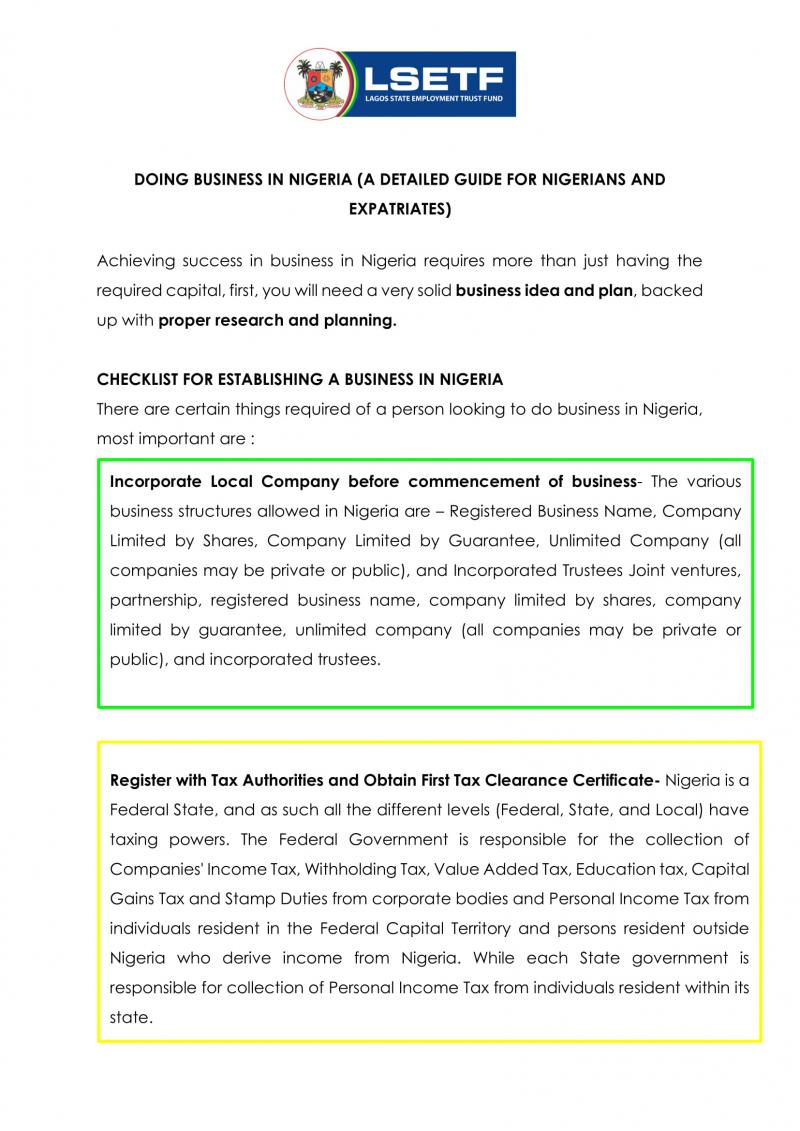 LSETF
LAGOS STATE EMPLOYMENT TRUST FUND
DOING BUSINESS IN NIGERIA (A DETAILED GUIDE FOR NIGERIANS AND
EXPATRIATES)
Achieving success in business in Nigeria requires more than just having the
required capital, first, you will need a very solid business idea and plan, backed
up with proper research and planning.
CHECKLIST FOR ESTABLISHING A BUSINESS IN NIGERIA
There are certain things required of a person looking to do business in Nigeria,
most important are :
Incorporate Local Company before commencement of business- The various
business structures allowed in Nigeria are – Registered Business Name, Company
Limited by Shares, Company Limited by Guarantee, Unlimited Company (all
companies may be private or public), and Incorporated Trustees Joint ventures,
partnership, registered business name, company limited by shares, company
limited by guarantee, unlimited company (all companies may be private or
public), and incorporated trustees.
Register with Tax Authorities and Obtain First Tax Clearance Certificate- Nigeria is a
Federal State, and as such all the different levels (Federal, State, and Local) have
taxing powers. The Federal Government is responsible for the collection of
Companies' Income Tax, Withholding Tax, Value Added Tax, Education tax, Capital
Gains Tax and Stamp Duties from corporate bodies and Personal Income Tax from
individuals resident in the Federal Capital Territory and persons resident outside
Nigeria who derive income from Nigeria. While each State government is
responsible for collection of Personal Income Tax from individuals resident within its
state.